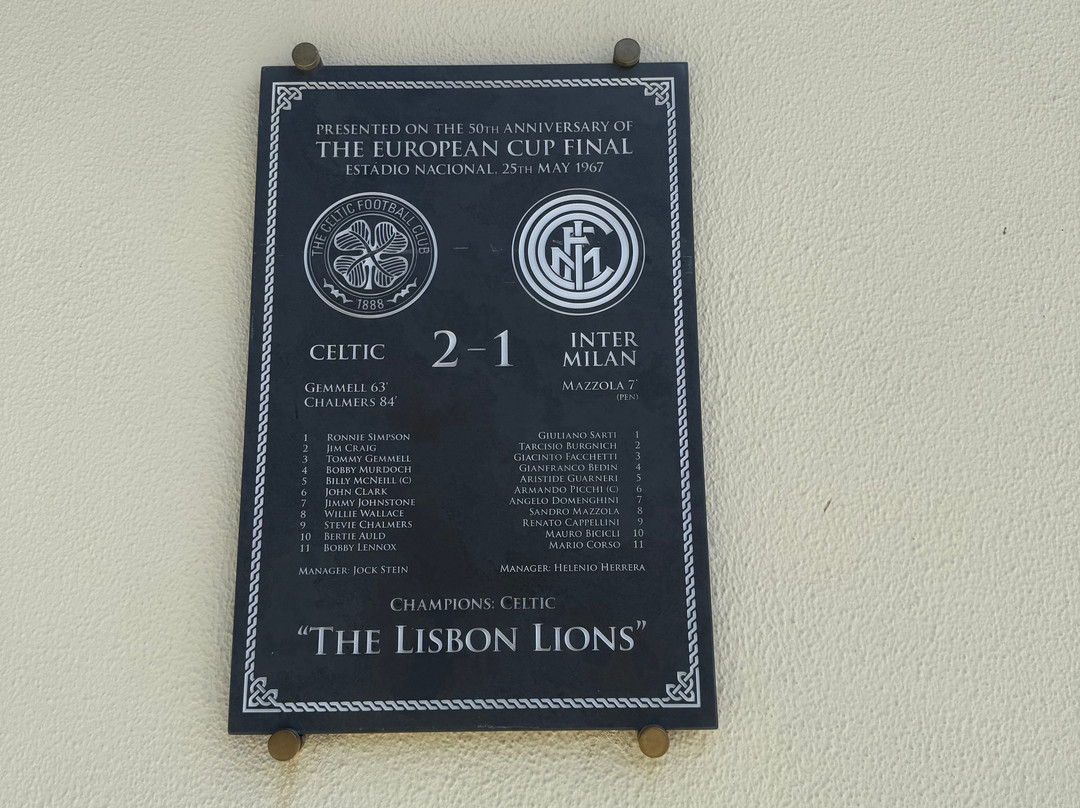 PRESENTED ON THE 50TH ANNIVERSARY OF
THE EUROPEAN CUP FINAL
ESTÁDIO NACIONAL. 25TH MAY 1967
THE CELTIC FOOTBALL CLUB
1888
CELTIC 2-1 INTER MILAN
GEMMELL 63'
CHALMERS 84'
MAZZOLA 7'
(PEN)
1 RONNIE SIMPSON
2 JIM CRAIG
3 TOMMY GEMMELL
4 BOBBY MURDOCH
5 BILLY MCNEILL (C)
6 JOHN CLARK
7 JIMMY JOHNSTONE
8 WILLIE WALLACE
9 STEVIE CHALMERS
10 BERTIE AULD
11 BOBBY LENNOX
MANAGER: JOCK STEIN
GIULIANO SARTI 1
TARCISIO BURGNICH 2
GIACINTO FACCHETTI 3
GIANFRANCO BEDIN 4
ARISTIDE GUARNERI 5
ARMANDO PICCHI (C) 6
ANGELO DOMENGHINI 7
SANDRO MAZZOLA 8
RENATO CAPPELLINI 9
MAURO BICICLI 10
MARIO CORSO 11
MANAGER: HELENIO HERRERA
CHAMPIONS: CELTIC
"THE LISBON LIONS"